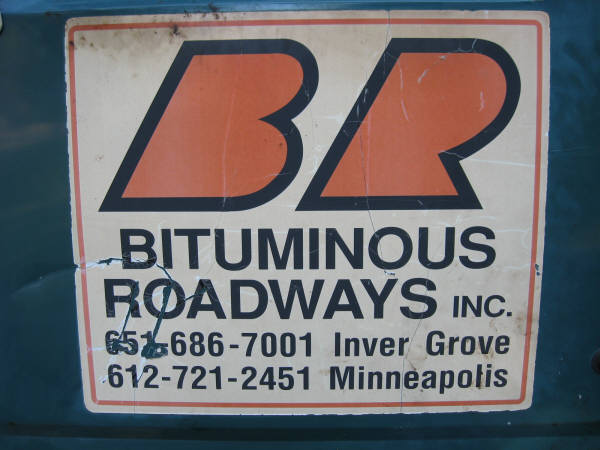 BR
BITUMINOUS
ROADWAYS INC.
651-686-7001 Inver Grove
612-721-2451 Minneapolis